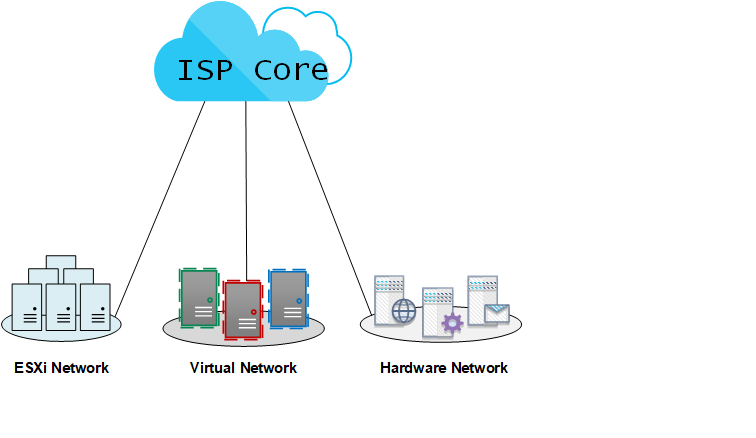 ISP Core
ESXi Network
Virtual Network
Hardware Network